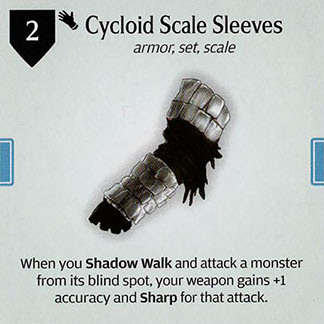 2
Cycloid Scale Sleeves
armor, set, scale
When you Shadow Walk and attack a monster
from its blind spot, your weapon gains +1
accuracy and Sharp for that attack.